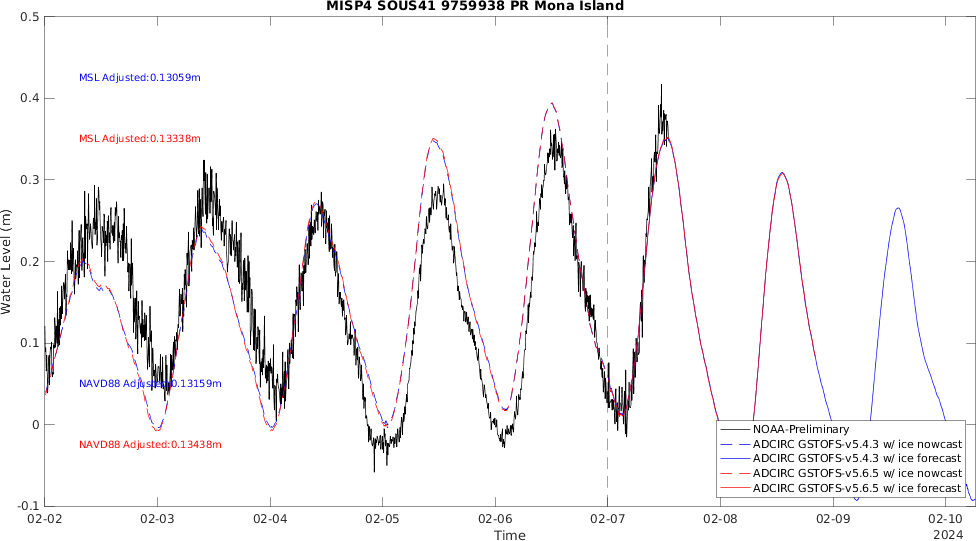 MISP4 SOUS41 9759938 PR Mona Island
0.5
MSL Adjusted:0.13059m
0.4
MSL Adjusted:0.13338m
0.3
Water Level (m)
0.2
0.1
NAVD88 Adjusted:0.13159m
0
NAVD88 Adjusted:0.13438m
NOAA-Preliminary
ADCIRC GSTOFS-v5.4.3 w/ ice nowcast
ADCIRC GSTOFS-v5.4.3 w/ ice forecast
ADCIRC GSTOFS-v5.6.5 w/ ice nowcast
ADCIRC GSTOFS-v5.6.5 w/ ice forecast
-0.1
02-02 02-03 02-04 02-05 02-06 02-07 02-08 02-09 02-10
2024
Time